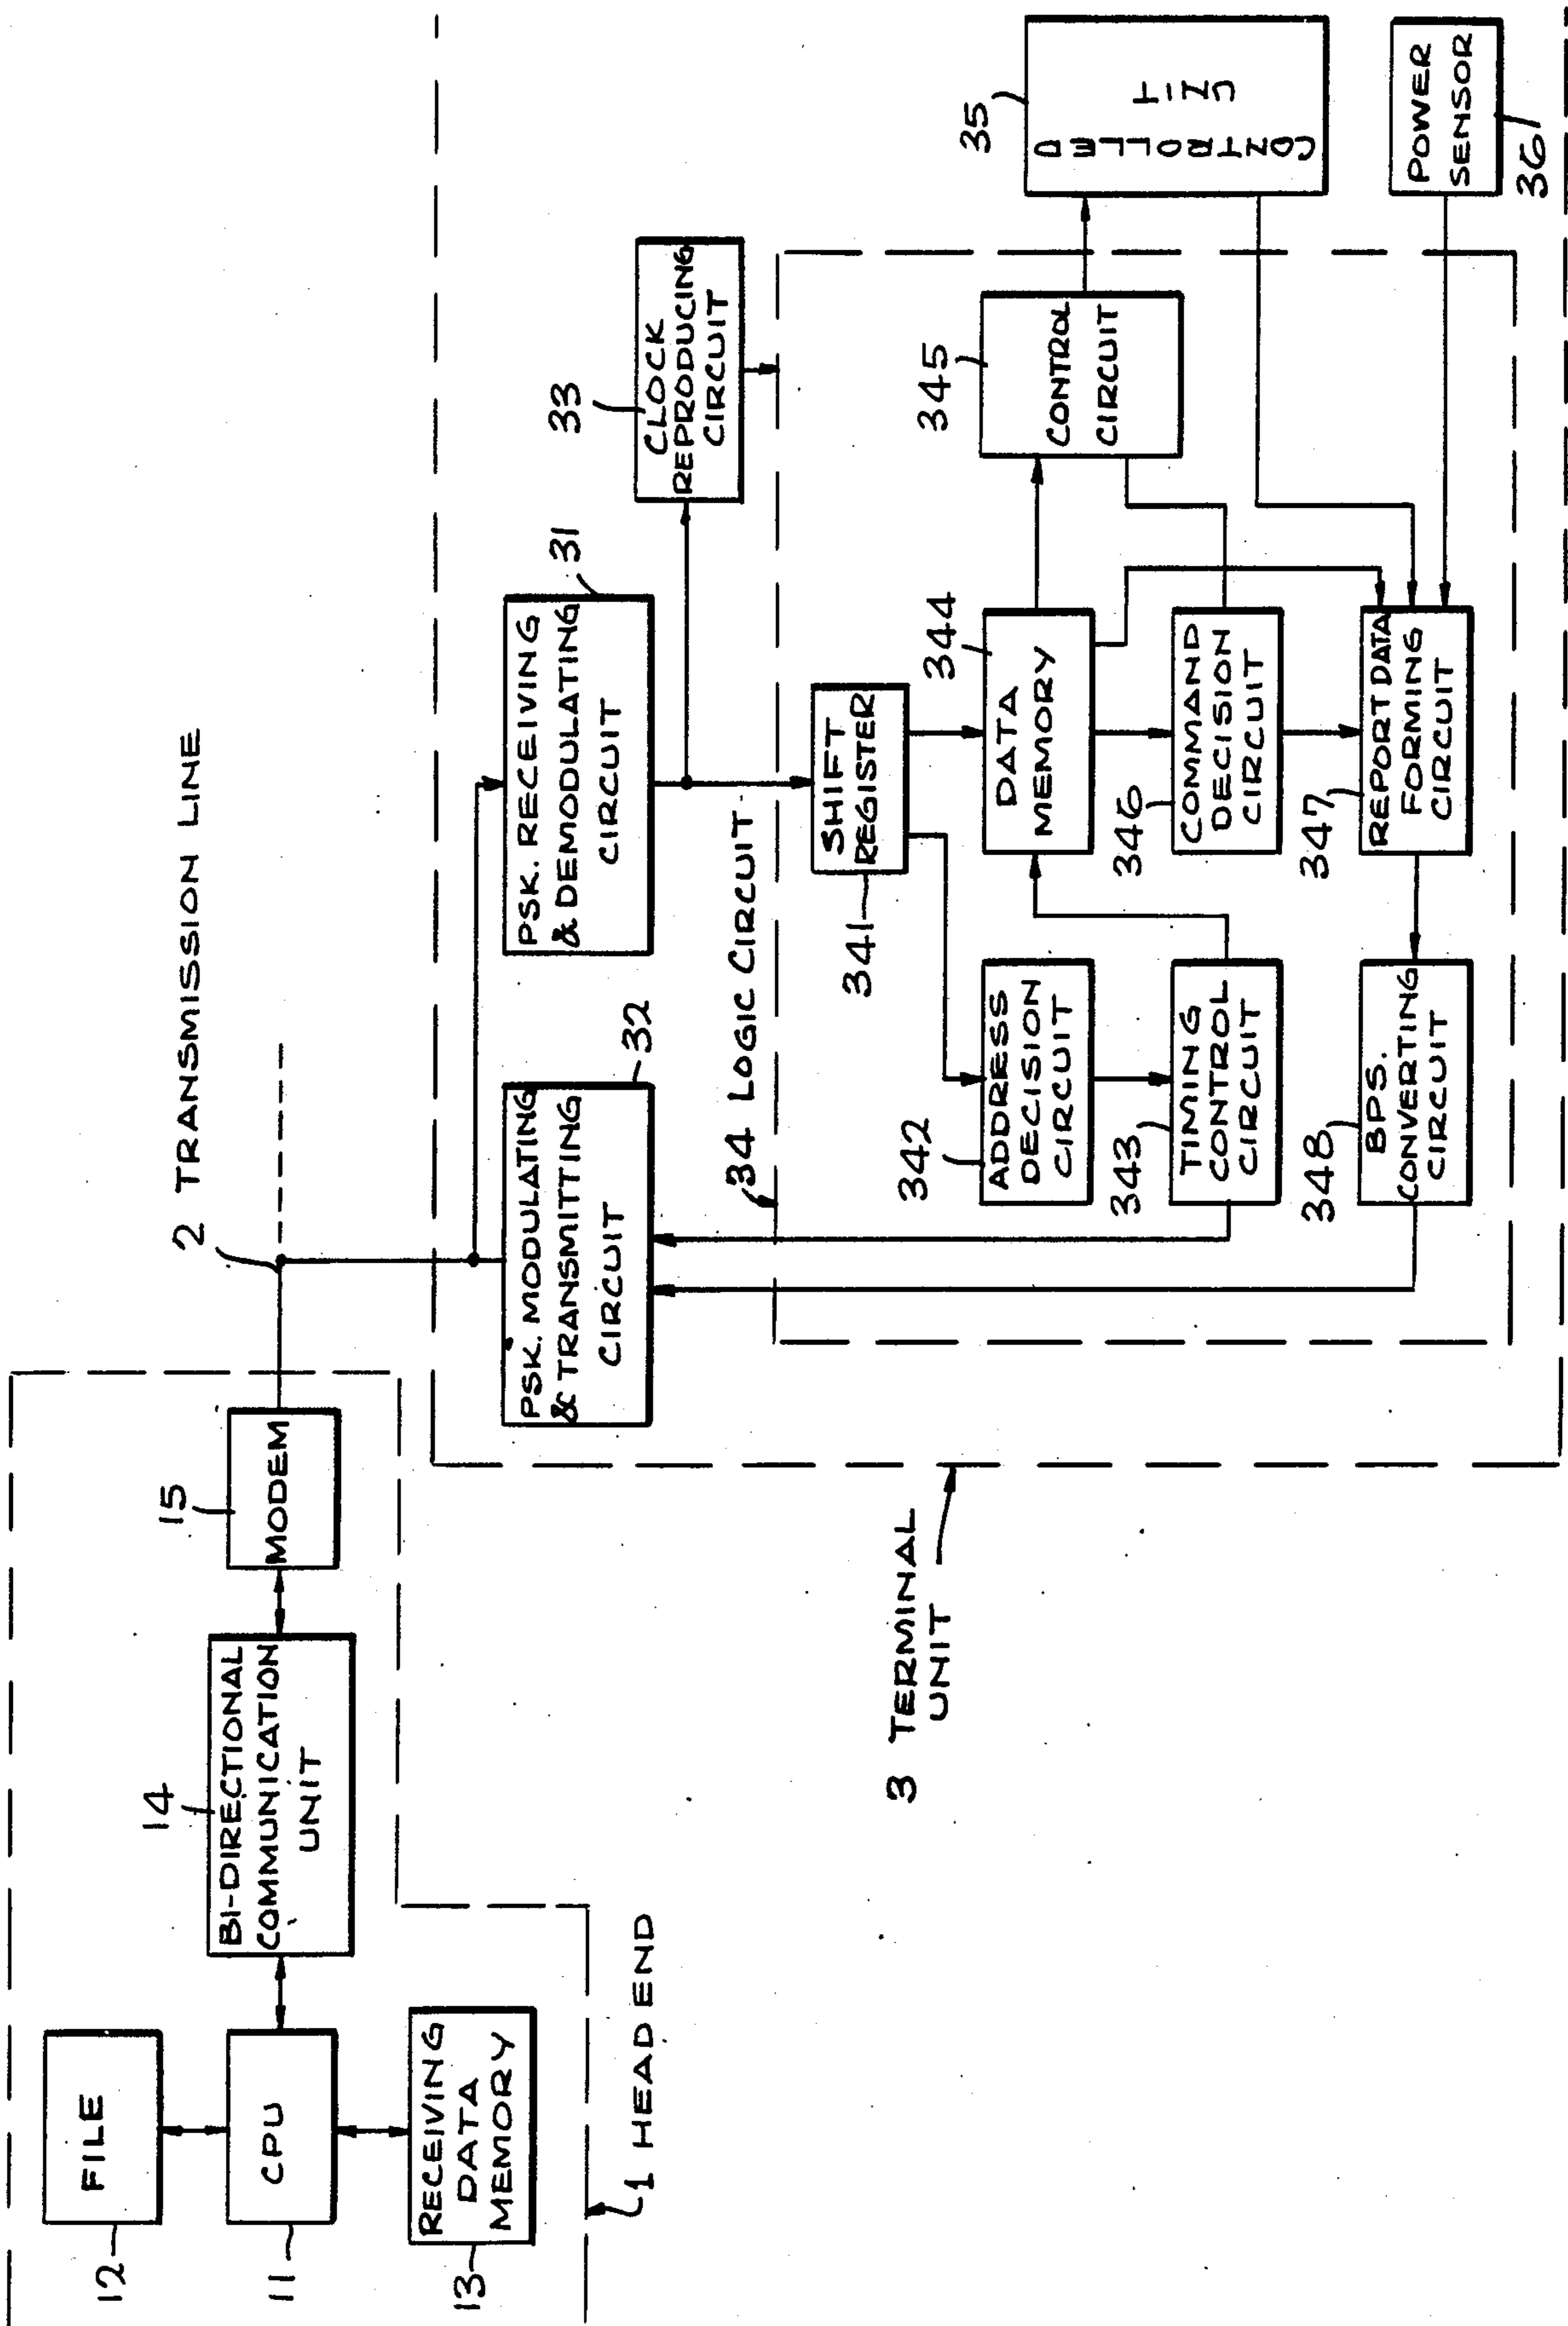 12
FILE
11
CPU
13
RECEIVING
DATA
MEMORY
1 HEAD END
14
BI-DIRECTIONAL
COMMUNICATION
UNIT
15
MODEM
2 TRANSMISSION LINE
3 TERMINAL
UNIT
32
PSK. MODULATING
& TRANSMITTING
CIRCUIT
31
PSK. RECEIVING
& DEMODULATING
CIRCUIT
33
CLOCK
REPRODUCING
CIRCUIT
34 LOGIC CIRCUIT
341
SHIFT
REGISTER
342
ADDRESS
DECISION
CIRCUIT
343
TIMING
CONTROL
CIRCUIT
344
DATA
MEMORY
345
CONTROL
CIRCUIT
346
COMMAND
DECISION
CIRCUIT
347
REPORT DATA
FORMING
CIRCUIT
348
BPS.
CONVERTING
CIRCUIT
35
CONTROLLED
UNIT
POWER
SENSOR
36